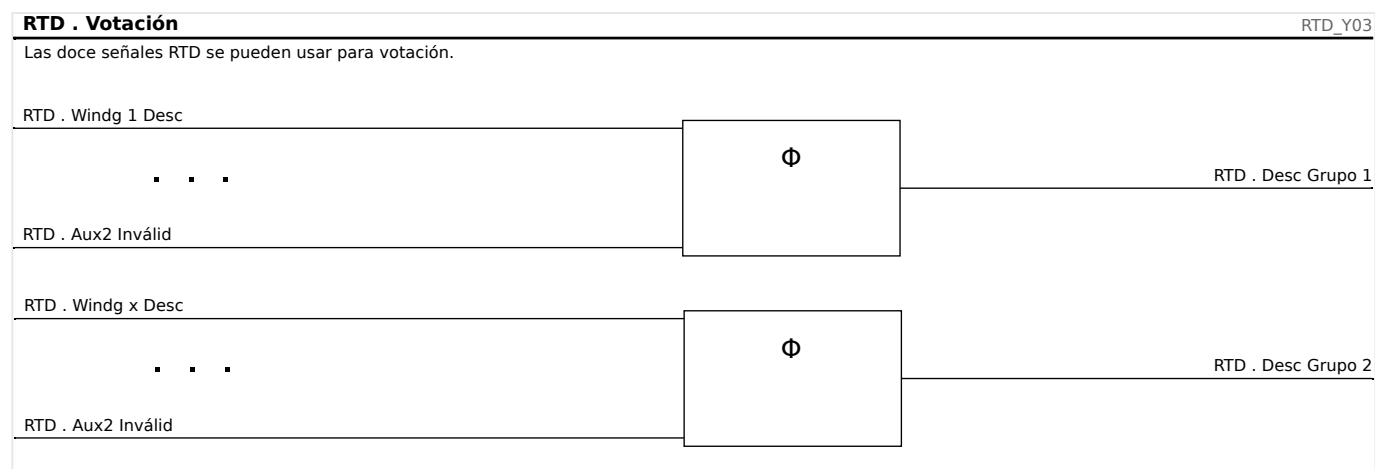 RTD . Votación
RTD_Y03
Las doce señales RTD se pueden usar para votación.
RTD . Windg 1 Desc
Φ
. . .
RTD . Desc Grupo 1
RTD . Aux2 Inválid
RTD . Windg x Desc
Φ
. . .
RTD . Desc Grupo 2
RTD . Aux2 Inválid